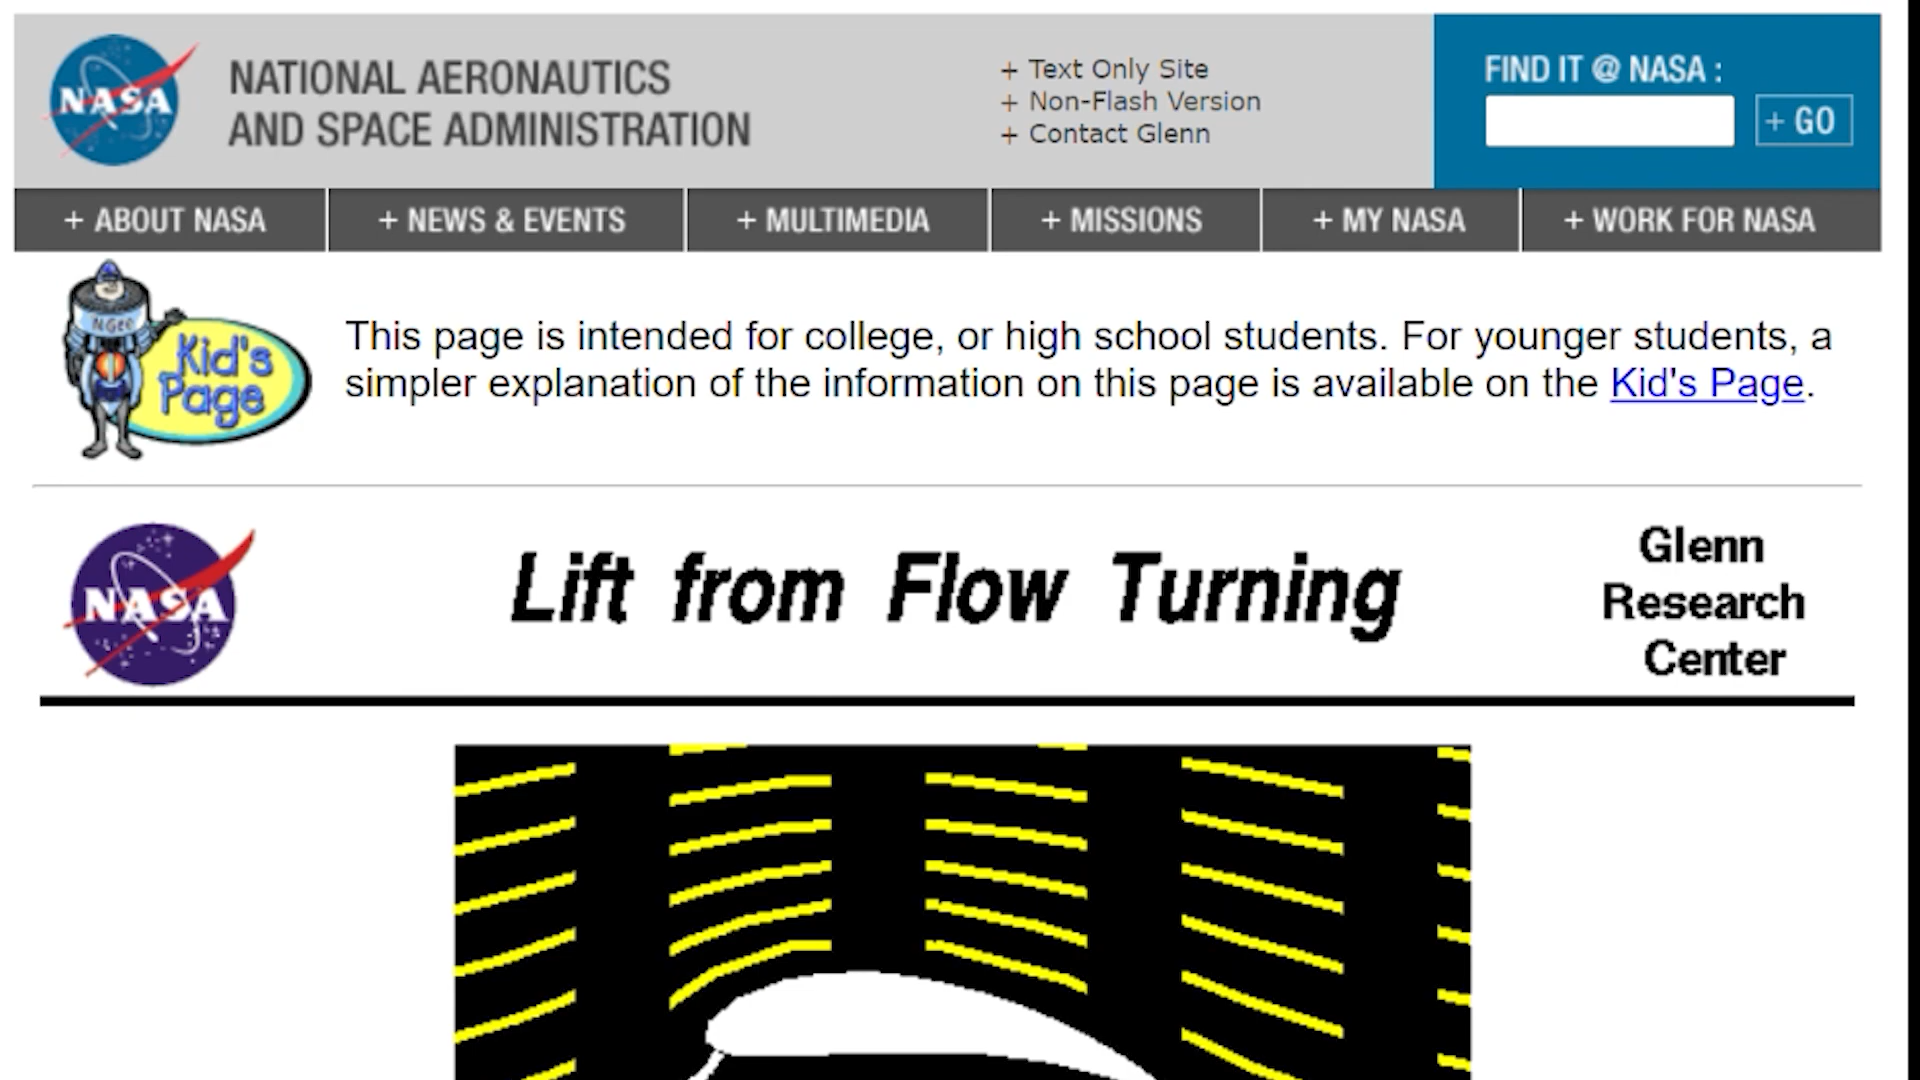 NASA
NATIONAL AERONAUTICS
AND SPACE ADMINISTRATION
+ Text Only Site
+ Non-Flash Version
+ Contact Glenn
FIND IT @ NASA :
+ GO
+ ABOUT NASA
+ NEWS & EVENTS
+ MULTIMEDIA
+ MISSIONS
+ MY NASA
+ WORK FOR NASA
Kid's
Page
This page is intended for college, or high school students. For younger students, a
simpler explanation of the information on this page is available on the Kid's Page.
NASA
Lift from Flow Turning
Glenn
Research
Center